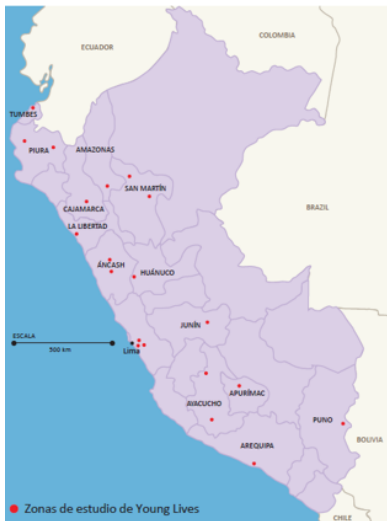 COLOMBIA
ECUADOR
TUMBES
PIURA
AMAZONAS
SAN MARTÍN
CAJAMARCA
BRAZIL
LA LIBERTAD
ÁNCASH
HUÁNUCO
JUNÍN
ESCALA
500 km
Lima
APURÍMAC
AYACUCHO
PUNO
BOLIVIA
AREQUIPA
Zonas de estudio de Young Lives
CHILE